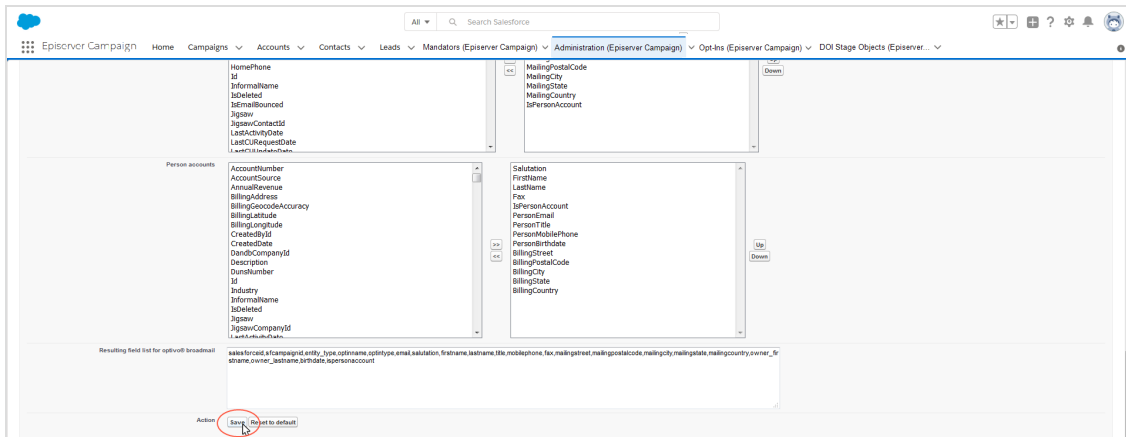 All
Search Salesforce
Episerver Campaign Home Campaigns Accounts Contacts Leads Mandators (Episerver Campaign) Administration (Episerver Campaign) Opt-Ins (Episerver Campaign) DOI Stage Objects (Episerver...
HomePhone
Id
InformalName
IsDeleted
IsEmailBounced
Jigsaw
JigsawContactId
LastActivityDate
LastCURequestDate
LastCUUpdateDate
<<
MailingPostalCode
MailingCity
MailingState
MailingCountry
IsPersonAccount
Up
Down
Person accounts
AccountNumber
AccountSource
AnnualRevenue
BillingAddress
BillingGeocodeAccuracy
BillingLatitude
BillingLongitude
CreatedById
CreatedDate
DandbCompanyId
Description
DunsNumber
Id
Industry
InformalName
IsDeleted
Jigsaw
JigsawCompanyId
LastActivityDate
>>
<<
Salutation
FirstName
LastName
Fax
IsPersonAccount
PersonEmail
PersonTitle
PersonMobilePhone
PersonBirthdate
BillingStreet
BillingPostalCode
BillingCity
BillingState
BillingCountry
Up
Down
Resulting field list for optivo® broadmail
salesforceid,sfcampaignid,entity_type,optinname,optintype,email,salutation,firstname,lastname,title,mobilephone,fax,mailingstreet,mailingpostalcode,mailingcity,mailingstate,mailingcountry,owner_fir
stname,owner_lastname,birthdate,ispersonaccount
Action
Save
Reset to default